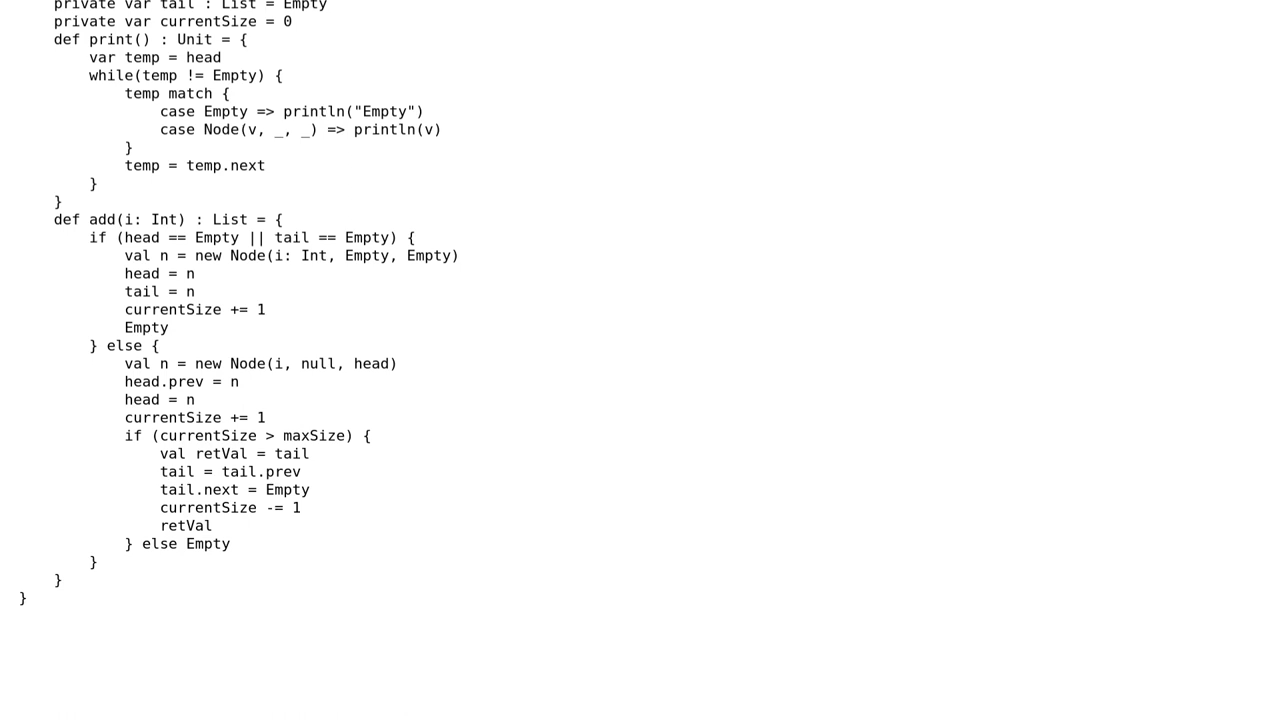 private var tail : List = Empty
    private var currentSize = 0
    def print() : Unit = {
        var temp = head
        while(temp != Empty) {
            temp match {
                case Empty => println("Empty")
                case Node(v, _, _) => println(v)
            }
            temp = temp.next
        }
    }
    def add(i: Int) : List = {
        if (head == Empty || tail == Empty) {
            val n = new Node(i: Int, Empty, Empty)
            head = n
            tail = n
            currentSize += 1
            Empty
        } else {
            val n = new Node(i, null, head)
            head.prev = n
            head = n
            currentSize += 1
            if (currentSize > maxSize) {
                val retVal = tail
                tail = tail.prev
                tail.next = Empty
                currentSize -= 1
                retVal
            } else Empty
        }
    }
}